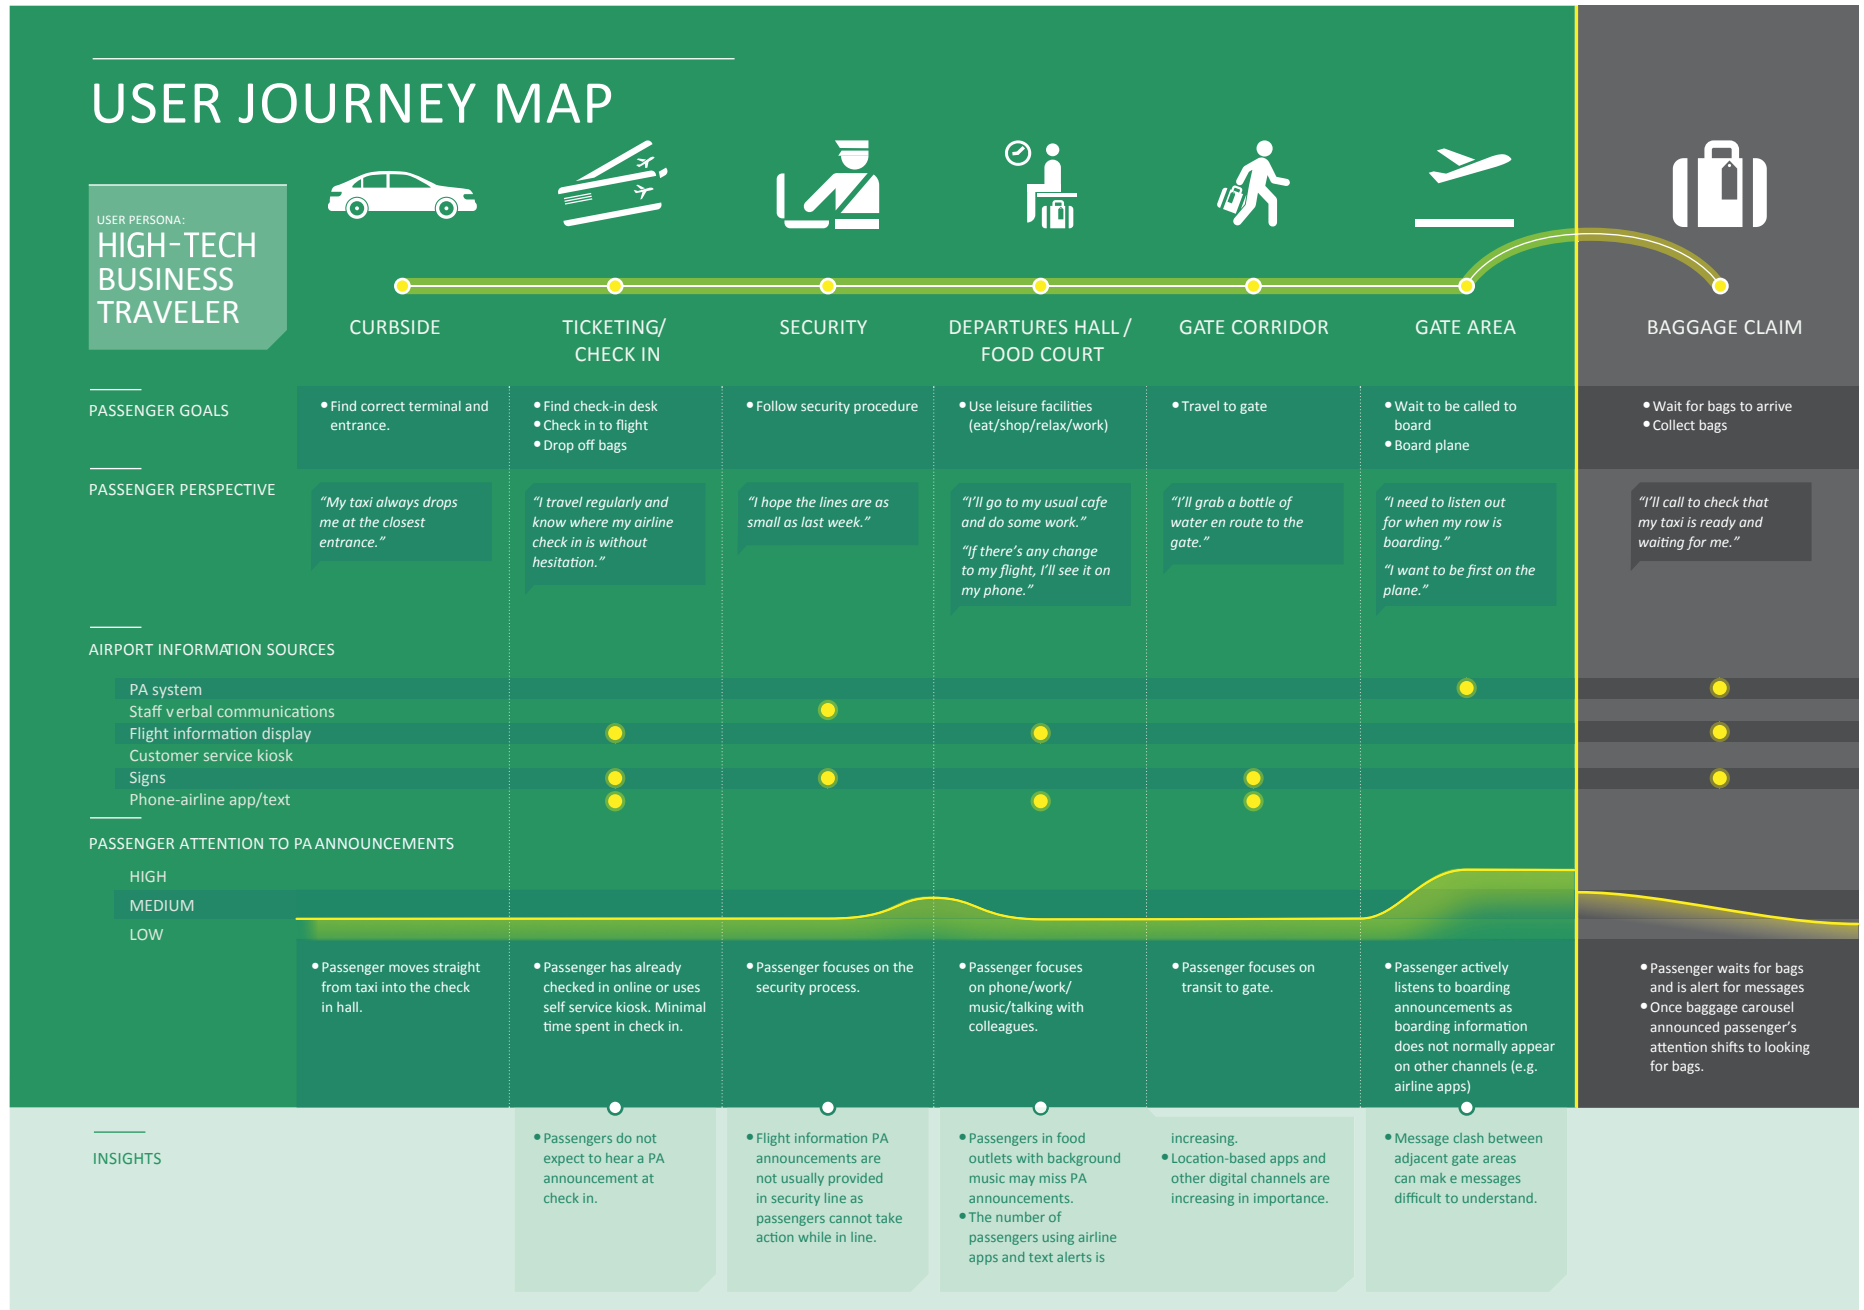 USER JOURNEY MAP
USER PERSONA:
HIGH-TECH
BUSINESS
TRAVELER
CURBSIDE
TICKETING/
CHECK IN
SECURITY
DEPARTURES HALL /
FOOD COURT
GATE CORRIDOR
GATE AREA
BAGGAGE CLAIM
PASSENGER GOALS
• Find correct terminal and
entrance.
• Find check-in desk
• Check in to flight
• Drop off bags
• Follow security procedure
• Use leisure facilities
(eat/shop/relax/work)
• Travel to gate
• Wait to be called to
board
• Board plane
• Wait for bags to arrive
• Collect bags
PASSENGER PERSPECTIVE
“My taxi always drops
me at the closest
entrance.”
“I travel regularly and
know where my airline
check in is without
hesitation.”
“I hope the lines are as
small as last week.”
“I’ll go to my usual cafe
and do some work.”
“If there’s any change
to my flight, I’ll see it on
my phone.”
“I’ll grab a bottle of
water en route to the
gate.”
“I need to listen out
for when my row is
boarding.”
“I want to be first on the
plane.”
“I’ll call to check that
my taxi is ready and
waiting for me.”
AIRPORT INFORMATION SOURCES
PA system
Staff v erbal communications
Flight information display
Customer service kiosk
Signs
Phone-airline app/text
PASSENGER ATTENTION TO PA ANNOUNCEMENTS
HIGH
MEDIUM
LOW
• Passenger moves straight
from taxi into the check
in hall.
• Passenger has already
checked in online or uses
self service kiosk. Minimal
time spent in check in.
• Passenger focuses on the
security process.
• Passenger focuses
on phone/work/
music/talking with
colleagues.
• Passenger focuses on
transit to gate.
• Passenger actively
listens to boarding
announcements as
boarding information
does not normally appear
on other channels (e.g.
airline apps)
• Passenger waits for bags
and is alert for messages
• Once baggage carousel
announced passenger’s
attention shifts to looking
for bags.
INSIGHTS
• Passengers do not
expect to hear a PA
announcement at
check in.
• Flight information PA
announcements are
not usually provided
in security line as
passengers cannot take
action while in line.
• Passengers in food
outlets with background
music may miss PA
announcements.
• The number of
passengers using airline
apps and text alerts is
increasing.
• Location-based apps and
other digital channels are
increasing in importance.
• Message clash between
adjacent gate areas
can mak e messages
difficult to understand.